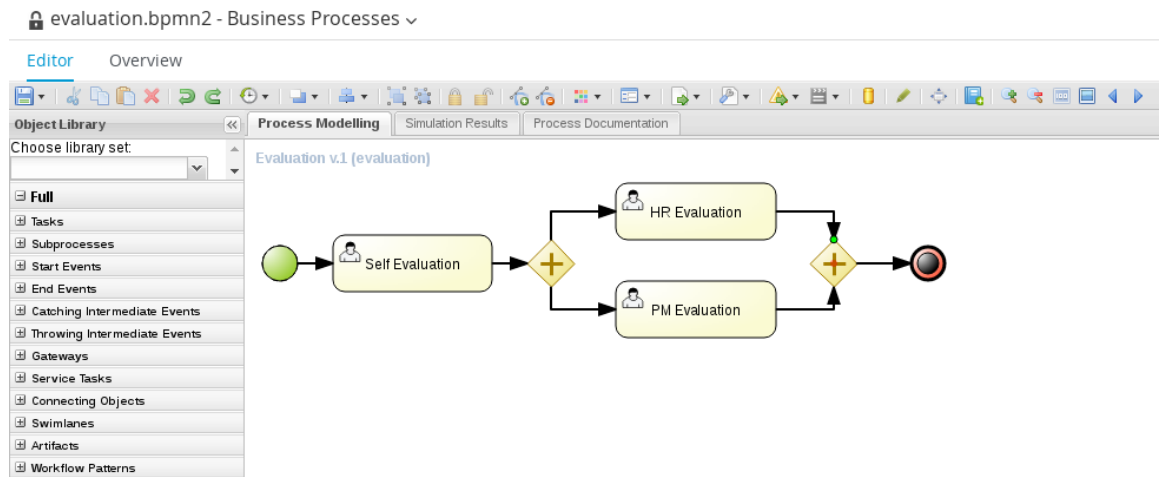 evaluation.bpmn2 - Business Processes
Editor Overview
Object Library
Process Modelling Simulation Results Process Documentation
Choose library set:
Evaluation v.1 (evaluation)
Full
Tasks
Subprocesses
Start Events
End Events
Catching Intermediate Events
Throwing Intermediate Events
Gateways
Service Tasks
Connecting Objects
Swimlanes
Artifacts
Workflow Patterns
HR Evaluation
Self Evaluation
PM Evaluation